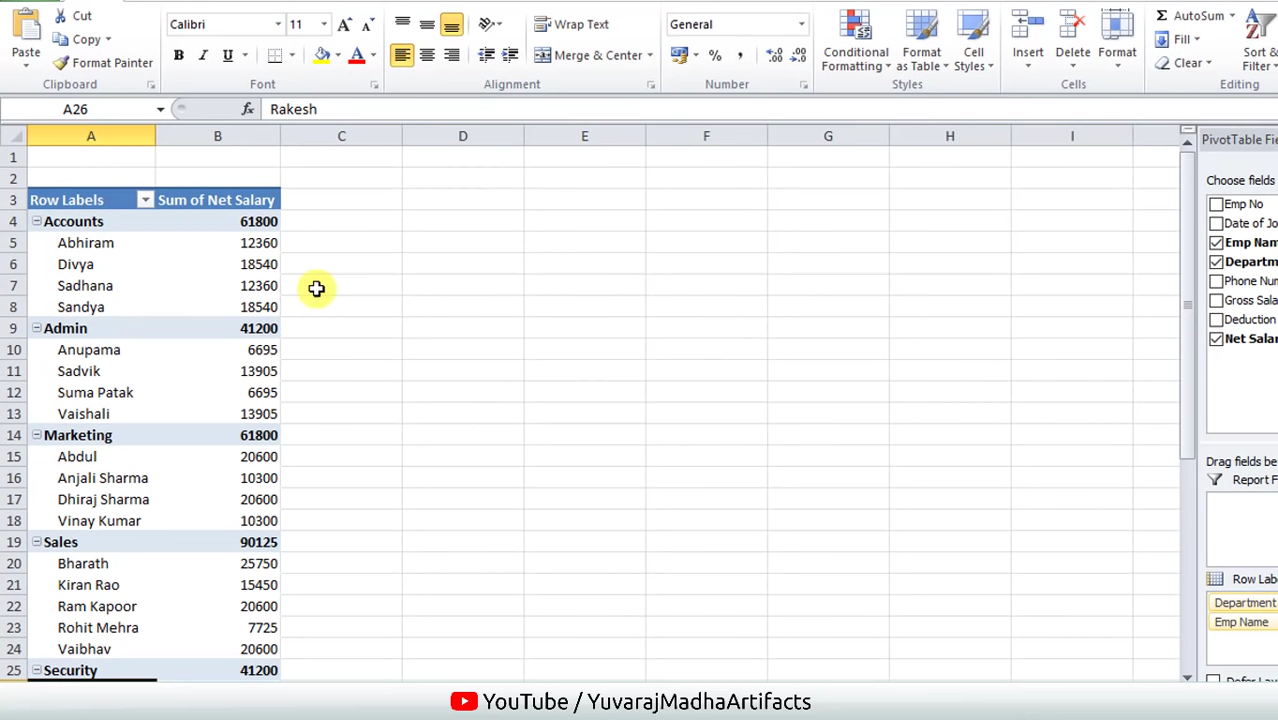 Cut
Copy
Format Painter
Paste
Clipboard
Calibri
11
B I U
Font
Wrap Text
Merge & Center
Alignment
General
Number
Conditional Formatting
Format as Table
Cell Styles
Styles
Insert
Delete
Format
Cells
AutoSum
Fill
Clear
Sort &
Filter
Editing
A26
fx
Rakesh
A B C D E F G H I
1
2
3 Row Labels Sum of Net Salary
4 Accounts 61800
5 Abhiram 12360
6 Divya 18540
7 Sadhana 12360
8 Sandya 18540
9 Admin 41200
10 Anupama 6695
11 Sadvik 13905
12 Suma Patak 6695
13 Vaishali 13905
14 Marketing 61800
15 Abdul 20600
16 Anjali Sharma 10300
17 Dhiraj Sharma 20600
18 Vinay Kumar 10300
19 Sales 90125
20 Bharath 25750
21 Kiran Rao 15450
22 Ram Kapoor 20600
23 Rohit Mehra 7725
24 Vaibhav 20600
25 Security 41200
PivotTable Fie
Choose fields
Emp No
Date of Jo
Emp Nam
Departm
Phone Num
Gross Sala
Deduction
Net Salar
Drag fields be
Report F
Row Labe
Department
Emp Name
YouTube / YuvarajMadhaArtifacts